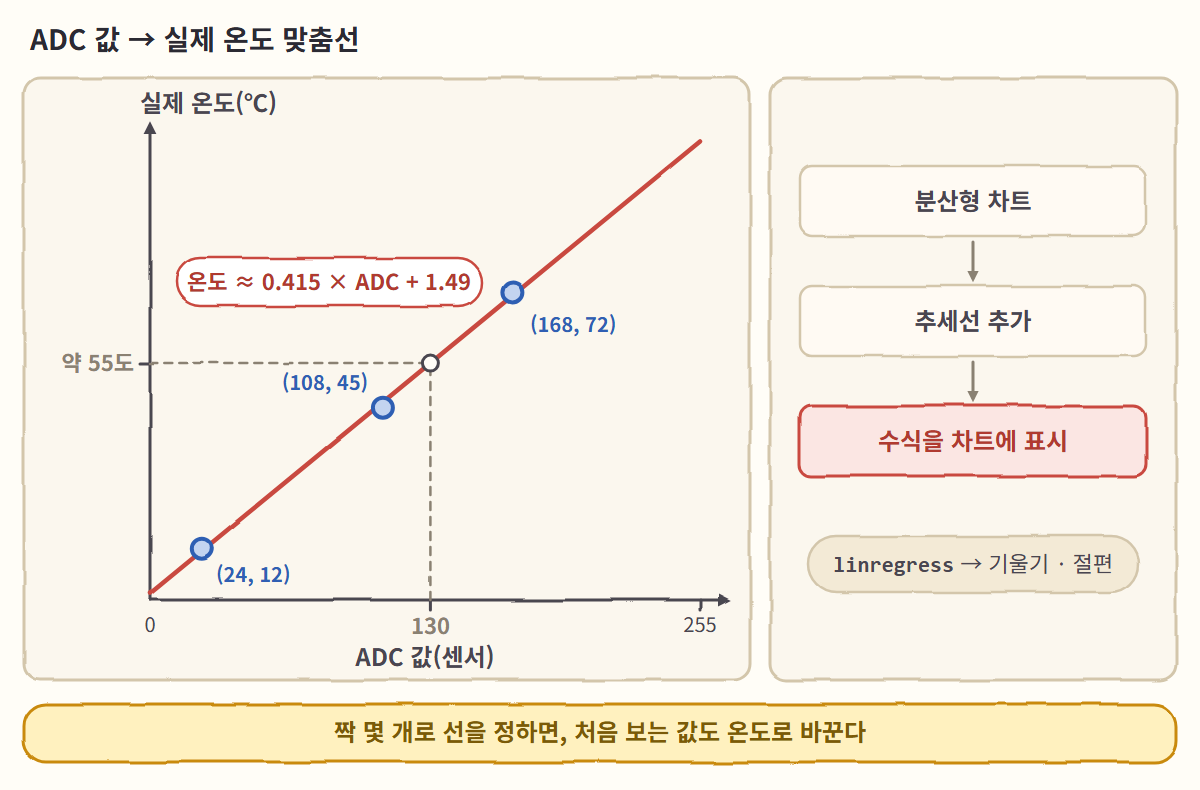 ADC 값 → 실제 온도 맞춤선
실제 온도(℃)
온도 ≈ 0.415 × ADC + 1.49
(168, 72)
약 55도
(108, 45)
(24, 12)
0
130
255
ADC 값(센서)
분산형 차트
추세선 추가
수식을 차트에 표시
linregress → 기울기 · 절편
짝 몇 개로 선을 정하면, 처음 보는 값도 온도로 바꾼다